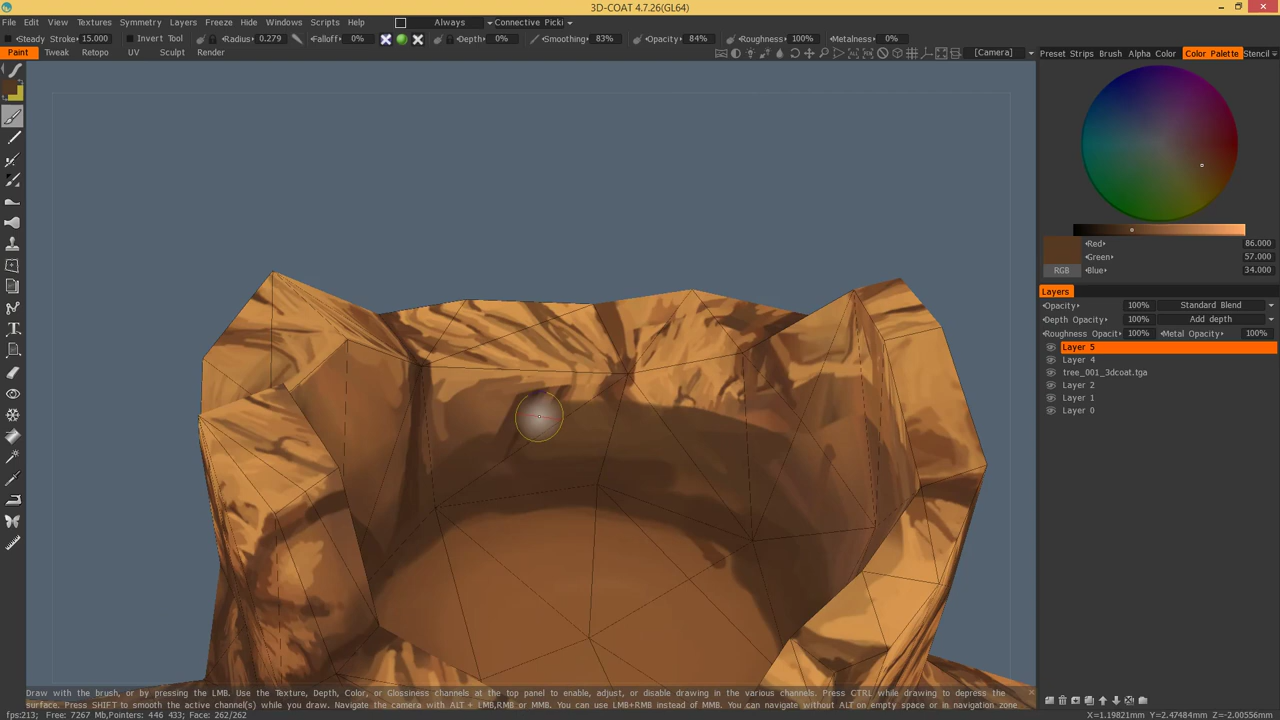 3D-COAT 4.7.26(GL64)
File Edit View Textures Symmetry Layers Freeze Hide Windows Scripts Help Always Connective Picki
Steady Stroke 15.000 Invert Tool Radius 0.279 Falloff 0% Depth: 0% Smoothing 83% Opacity 84% Roughness 100% Metalness 0%
Paint Tweak Retopo UV Sculpt Render [Camera] Preset Strips Brush Alpha Color Color Palette Stencil
Red 86.000
Green 57.000
RGB Blue 34.000
Layers
Opacity 100% Standard Blend
Depth Opacity 100% Add depth
Roughness Opacit 100% Metal Opacity 100%
Layer 5
Layer 4
tree_001_3dcoat.tga
Layer 2
Layer 1
Layer 0
Draw with the brush, or by pressing the LMB. Use the Texture, Depth, Color, or Glossiness channels at the top panel to enable, adjust, or disable drawing in the various channels. Press CTRL while drawing to depress the
surface. Press SHIFT to smooth the active channel(s) while you draw. Navigate the camera with ALT + LMB,RMB or MMB. You can use LMB+RMB instead of MMB. You can navigate without ALT on empty space or in navigation zone
fps:213; Free: 7267 Mb,Pointers: 446 433; Face: 262/262 X=1.19821mm Y=2.47484mm Z=-2.00556mm